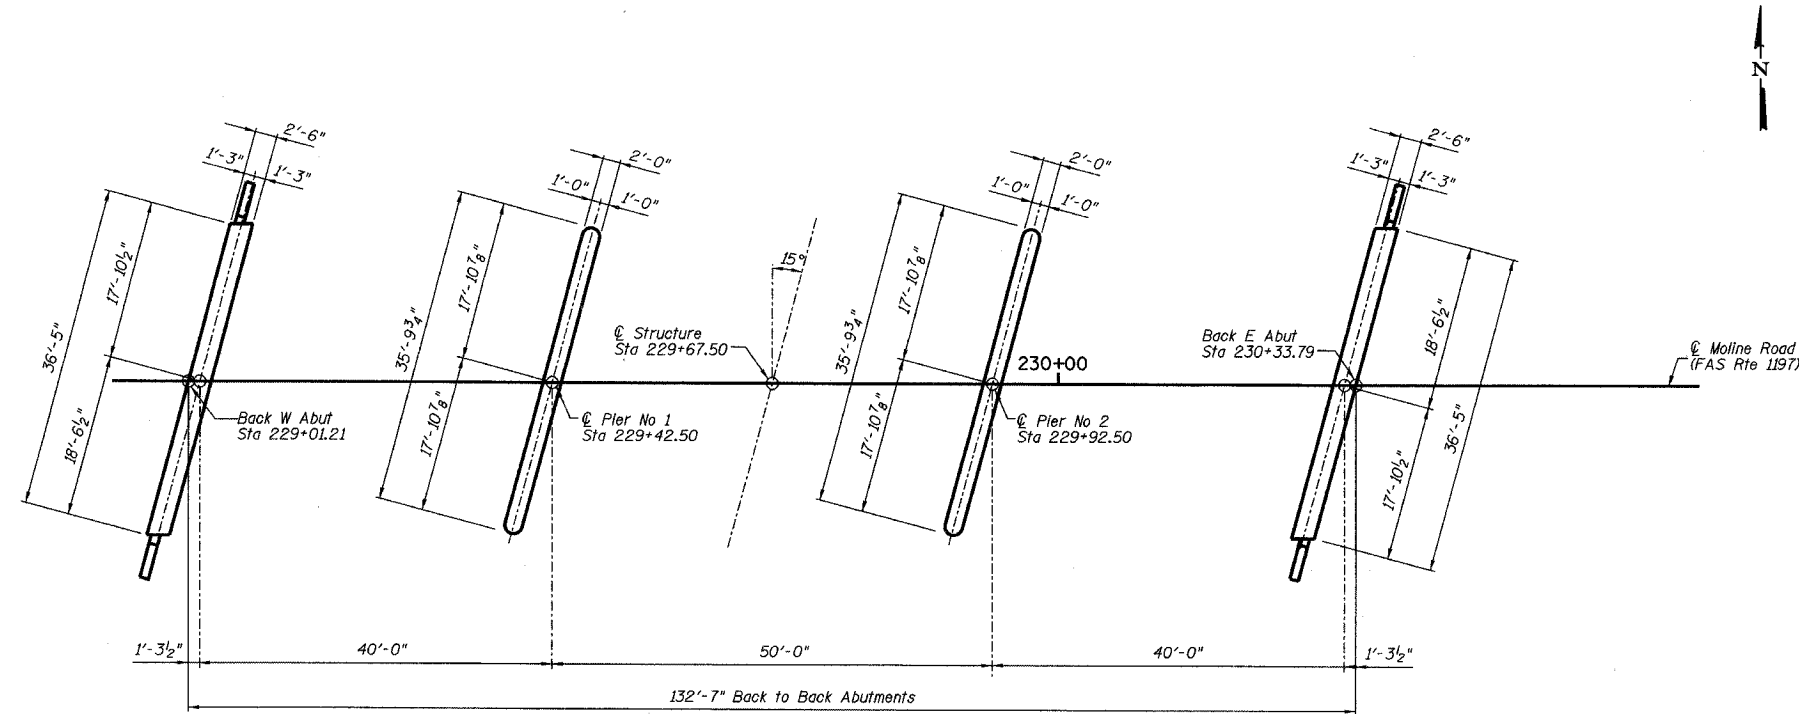 N
2'-6"
1'-3"
1'-3"
2'-0"
1'-0"
1'-0"
2'-0"
1'-0"
1'-0"
2'-6"
1'-3"
1'-3"
36'-5"
17'-10½"
18'-6½"
35'-9¾"
17'-10⅞"
17'-10⅞"
15°
35'-9¾"
17'-10⅞"
17'-10⅞"
18'-6½"
17'-10½"
36'-5"
℄ Structure
Sta 229+67.50
230+00
Back E Abut
Sta 230+33.79
℄ Moline Road
(FAS Rte 1197)
Back W Abut
Sta 229+01.21
℄ Pier No 1
Sta 229+42.50
℄ Pier No 2
Sta 229+92.50
1'-3½"
40'-0"
50'-0"
40'-0"
1'-3½"
132'-7" Back to Back Abutments